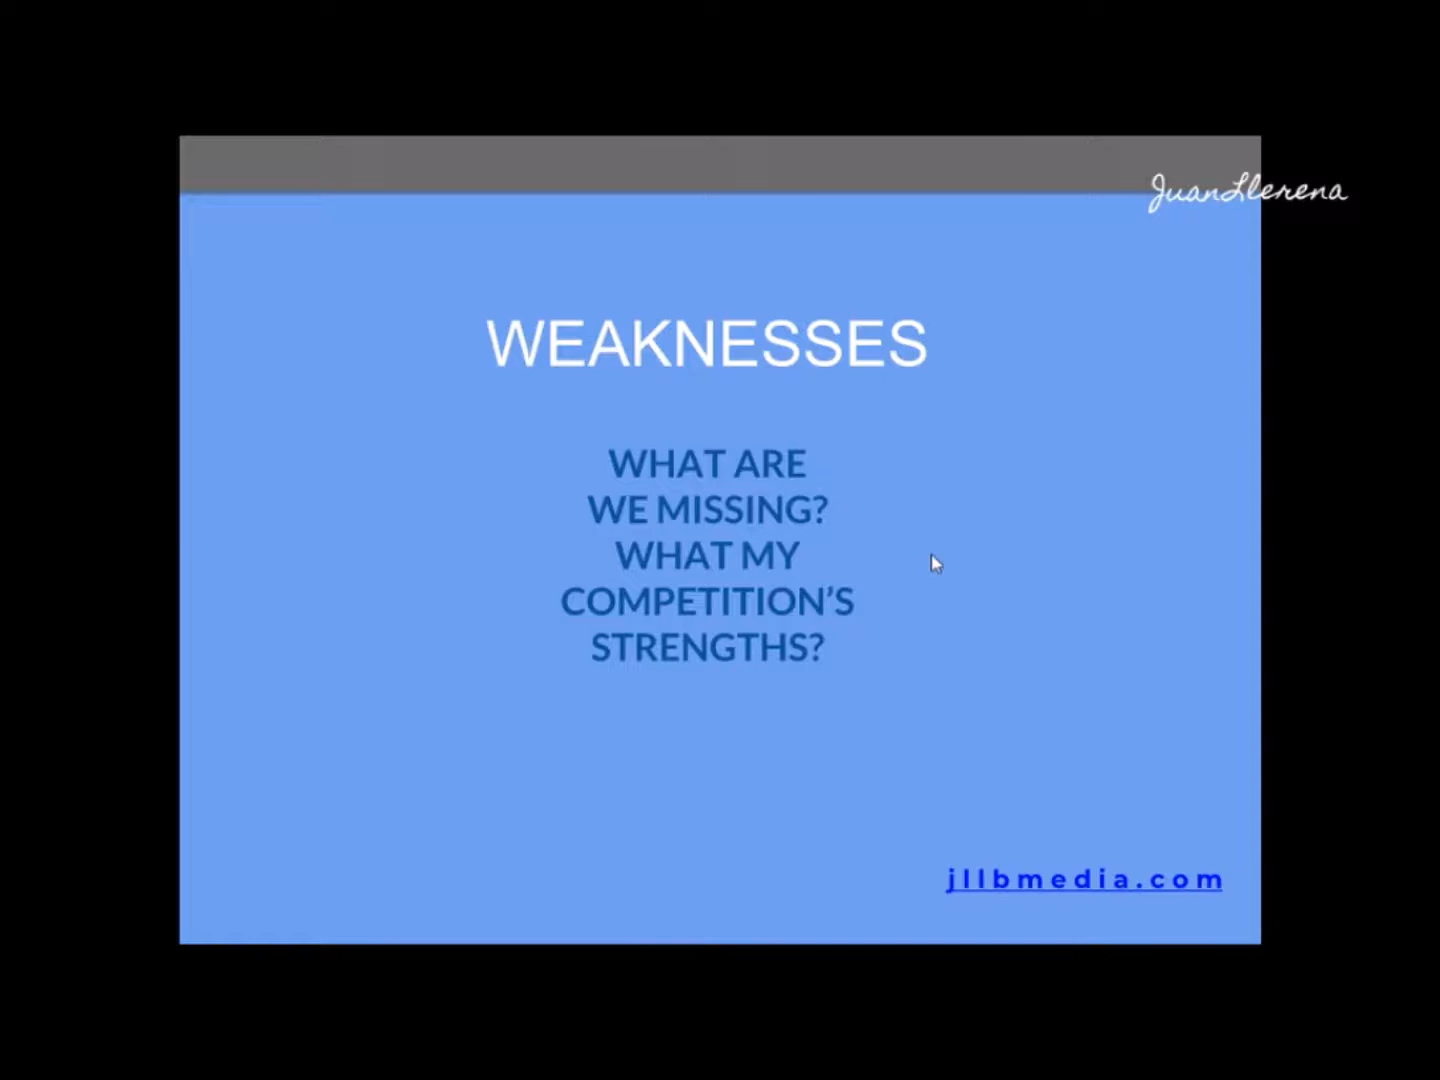 JuanLlerena
WEAKNESSES
WHAT ARE
WE MISSING?
WHAT MY
COMPETITION’S
STRENGTHS?
jllbmedia.com